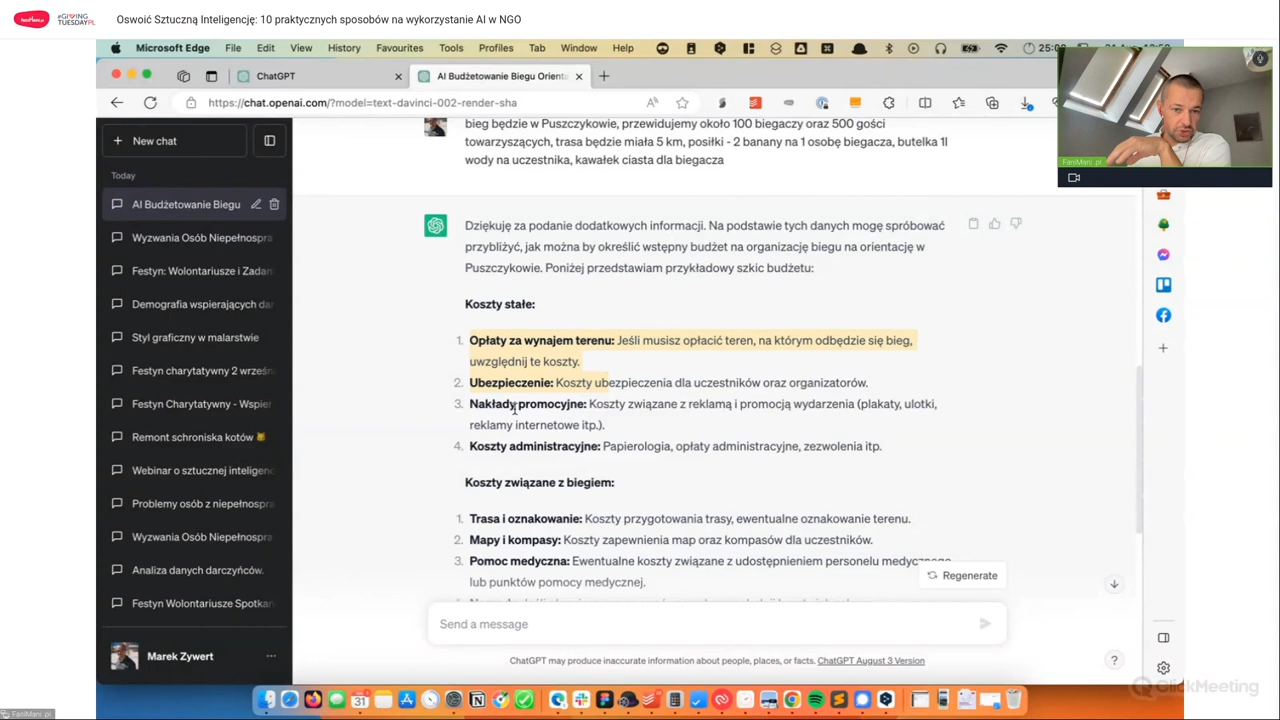 FaniMani.pl
#GIVING
TUESDAYPL
Oswoić Sztuczną Inteligencję: 10 praktycznych sposobów na wykorzystanie AI w NGO
Microsoft Edge File Edit View History Favourites Tools Profiles Tab Window Help
ChatGPT
AI Budżetowanie Biegu Orient
https://chat.openai.com/?model=text-davinci-002-render-sha
New chat
Today
AI Budżetowanie Biegu
Wyzwania Osób Niepełnospra
Festyn: Wolontariusze i Zadan
Demografia wspierających dar
Styl graficzny w malarstwie
Festyn charytatywny 2 wrześn
Festyn Charytatywny - Wspier
Remont schroniska kotów
Webinar o sztucznej inteligenc
Problemy osób z niepełnospra
Wyzwania Osób Niepełnospra
Analiza danych darczyńców.
Festyn Wolontariusze Spotkan
Marek Zywert
bieg będzie w Puszczykowie, przewidujemy około 100 biegaczy oraz 500 gości
towarzyszących, trasa będzie miała 5 km, posiłki - 2 banany na 1 osobę biegacza, butelka 1l
wody na uczestnika, kawałek ciasta dla biegacza
Dziękuję za podanie dodatkowych informacji. Na podstawie tych danych mogę spróbować
przybliżyć, jak można by określić wstępny budżet na organizację biegu na orientację w
Puszczykowie. Poniżej przedstawiam przykładowy szkic budżetu:
Koszty stałe:
1. Opłaty za wynajem terenu: Jeśli musisz opłacić teren, na którym odbędzie się bieg,
uwzględnij te koszty.
2. Ubezpieczenie: Koszty ubezpieczenia dla uczestników oraz organizatorów.
3. Nakłady promocyjne: Koszty związane z reklamą i promocją wydarzenia (plakaty, ulotki,
reklamy internetowe itp.).
4. Koszty administracyjne: Papierologia, opłaty administracyjne, zezwolenia itp.
Koszty związane z biegiem:
1. Trasa i oznakowanie: Koszty przygotowania trasy, ewentualne oznakowanie terenu.
2. Mapy i kompasy: Koszty zapewnienia map oraz kompasów dla uczestników.
3. Pomoc medyczna: Ewentualne koszty związane z udostępnieniem personelu medycznego
lub punktów pomocy medycznej.
Regenerate
Send a message
ChatGPT may produce inaccurate information about people, places, or facts. ChatGPT August 3 Version
FaniMani .pl
ClickMeeting
FaniMani .pl